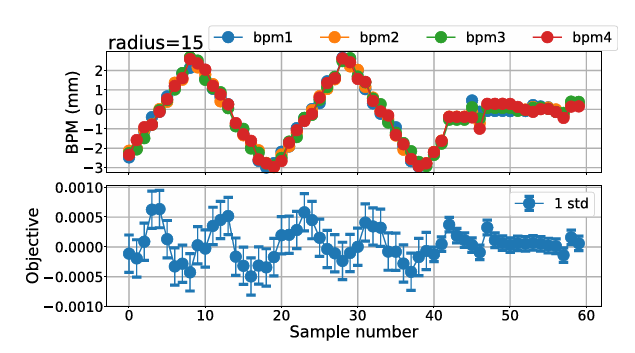 radius=15
bpm1 bpm2 bpm3 bpm4
BPM (mm)
2
1
0
−1
−2
−3
Objective
0.0010
0.0005
0.0000
−0.0005
−0.0010
1 std
0 10 20 30 40 50 60
Sample number